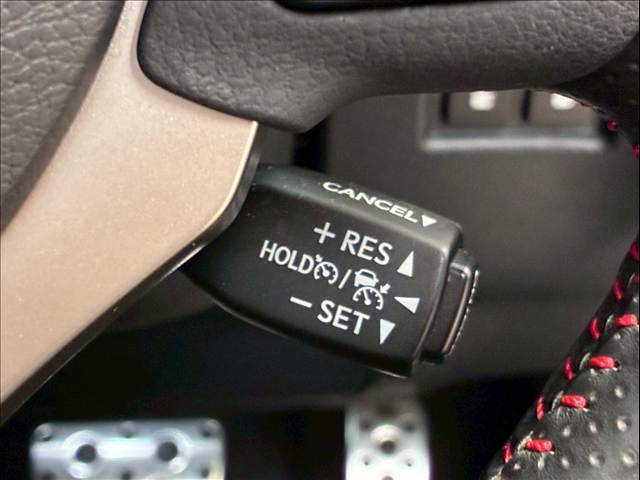 CANCEL▼
+ RES ▲
HOLD / ◀
− SET ▼